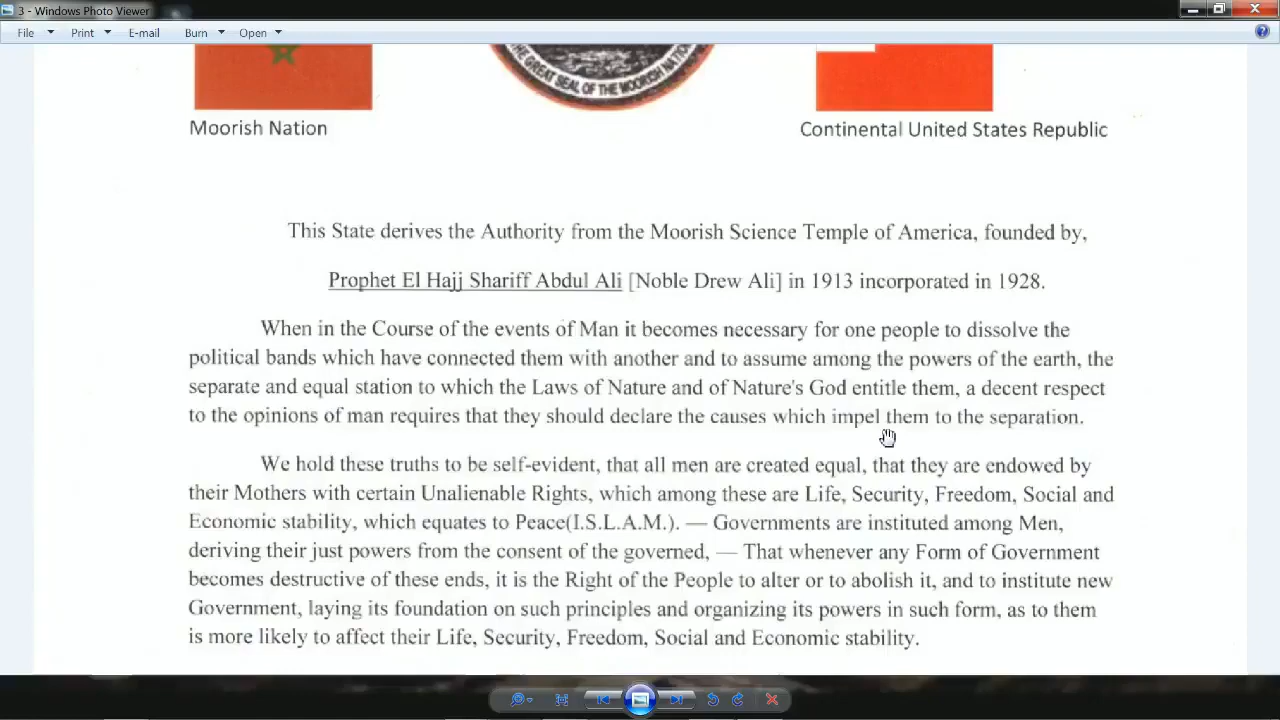 3 - Windows Photo Viewer
File Print E-mail Burn Open
THE GREAT SEAL OF THE MOORISH NATION
Moorish Nation
Continental United States Republic
This State derives the Authority from the Moorish Science Temple of America, founded by,
Prophet El Hajj Shariff Abdul Ali [Noble Drew Ali] in 1913 incorporated in 1928.
When in the Course of the events of Man it becomes necessary for one people to dissolve the
political bands which have connected them with another and to assume among the powers of the earth, the
separate and equal station to which the Laws of Nature and of Nature's God entitle them, a decent respect
to the opinions of man requires that they should declare the causes which impel them to the separation.
We hold these truths to be self-evident, that all men are created equal, that they are endowed by
their Mothers with certain Unalienable Rights, which among these are Life, Security, Freedom, Social and
Economic stability, which equates to Peace(I.S.L.A.M.). — Governments are instituted among Men,
deriving their just powers from the consent of the governed, — That whenever any Form of Government
becomes destructive of these ends, it is the Right of the People to alter or to abolish it, and to institute new
Government, laying its foundation on such principles and organizing its powers in such form, as to them
is more likely to affect their Life, Security, Freedom, Social and Economic stability.